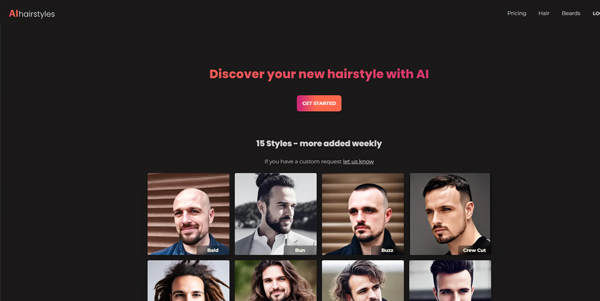 AIhairstyles
Pricing Hair Beards LO
Discover your new hairstyle with AI
GET STARTED
15 Styles - more added weekly
If you have a custom request let us know
Bald Bun Buzz Crew Cut